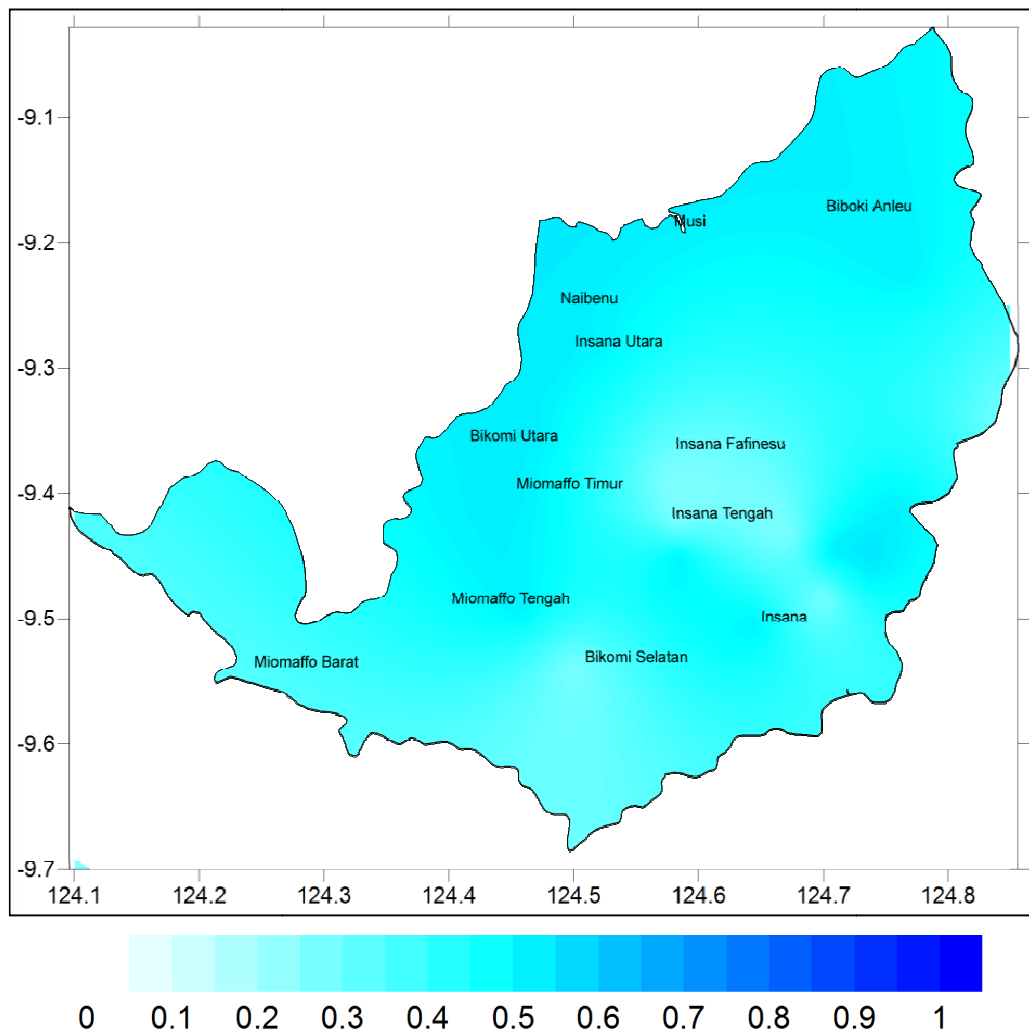 -9.1
Biboki Anleu
Musi
-9.2
Naibenu
Insana Utara
-9.3
Bikomi Utara
Insana Fafinesu
Miomaffo Timur
-9.4
Insana Tengah
Miomaffo Tengah
-9.5
Insana
Bikomi Selatan
Miomaffo Barat
-9.6
-9.7
124.1 124.2 124.3 124.4 124.5 124.6 124.7 124.8
0 0.1 0.2 0.3 0.4 0.5 0.6 0.7 0.8 0.9 1